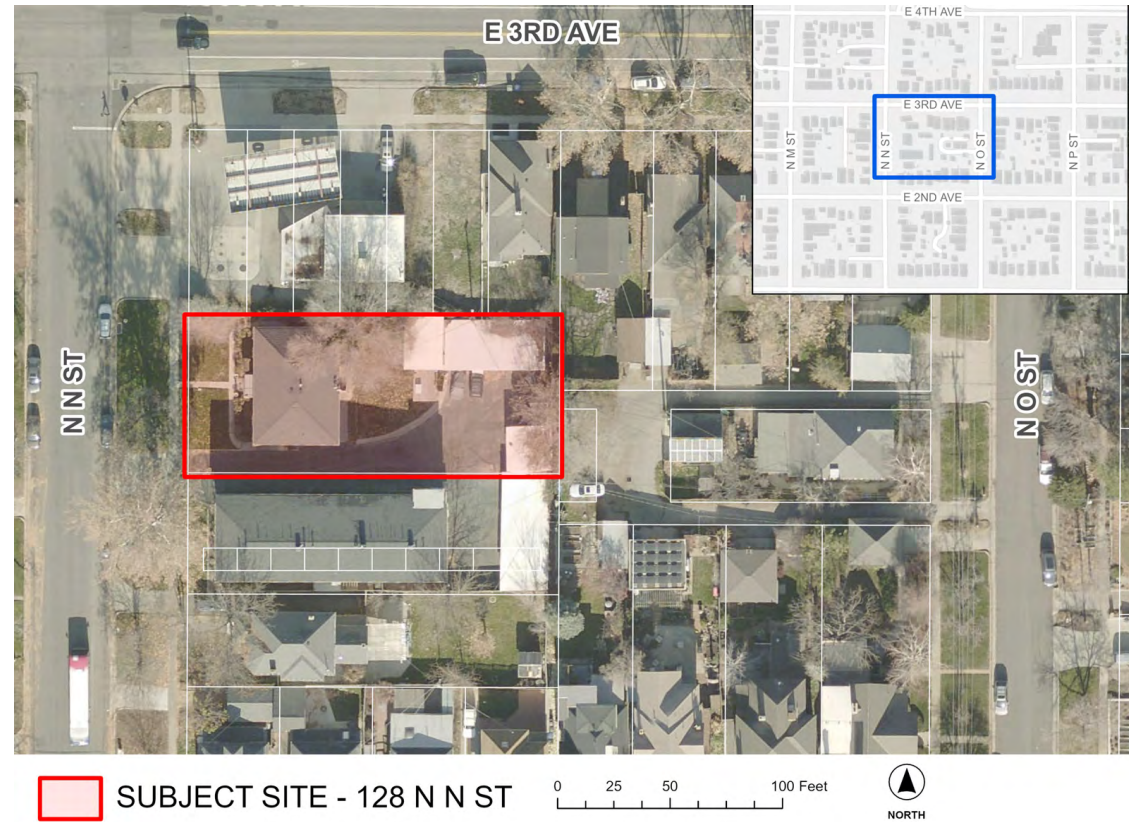 E 3RD AVE
E 4TH AVE
E 3RD AVE
N M ST
N N ST
N O ST
N P ST
E 2ND AVE
N N ST
N O ST
SUBJECT SITE - 128 N N ST
0 25 50 100 Feet
NORTH